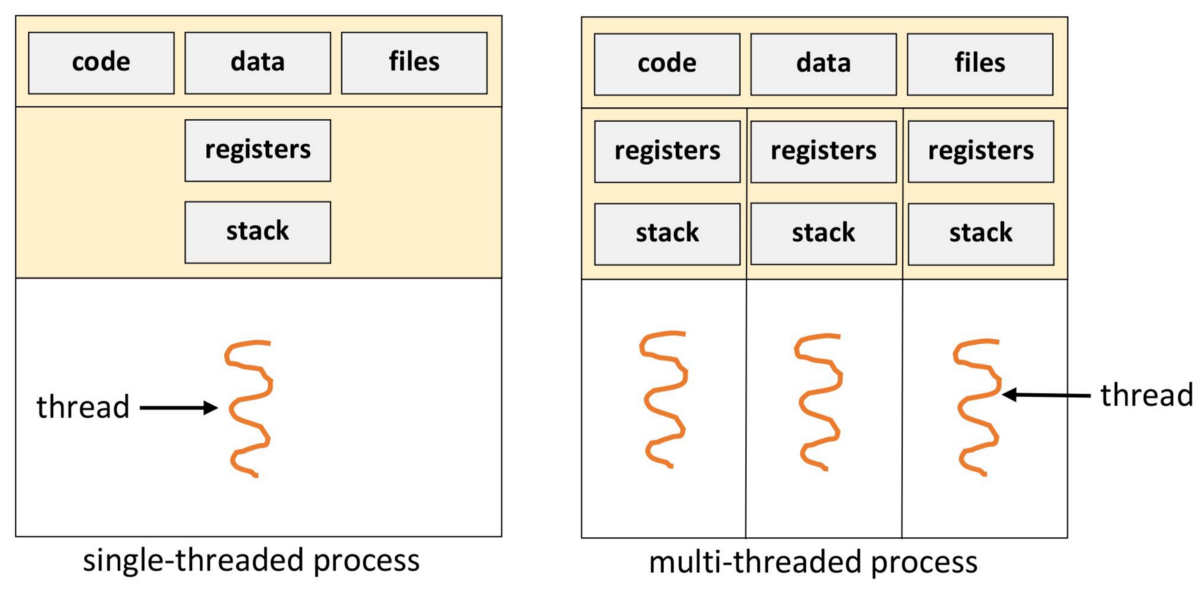 code data files
registers
stack
thread
single-threaded process
code data files
registers registers registers
stack stack stack
thread
multi-threaded process